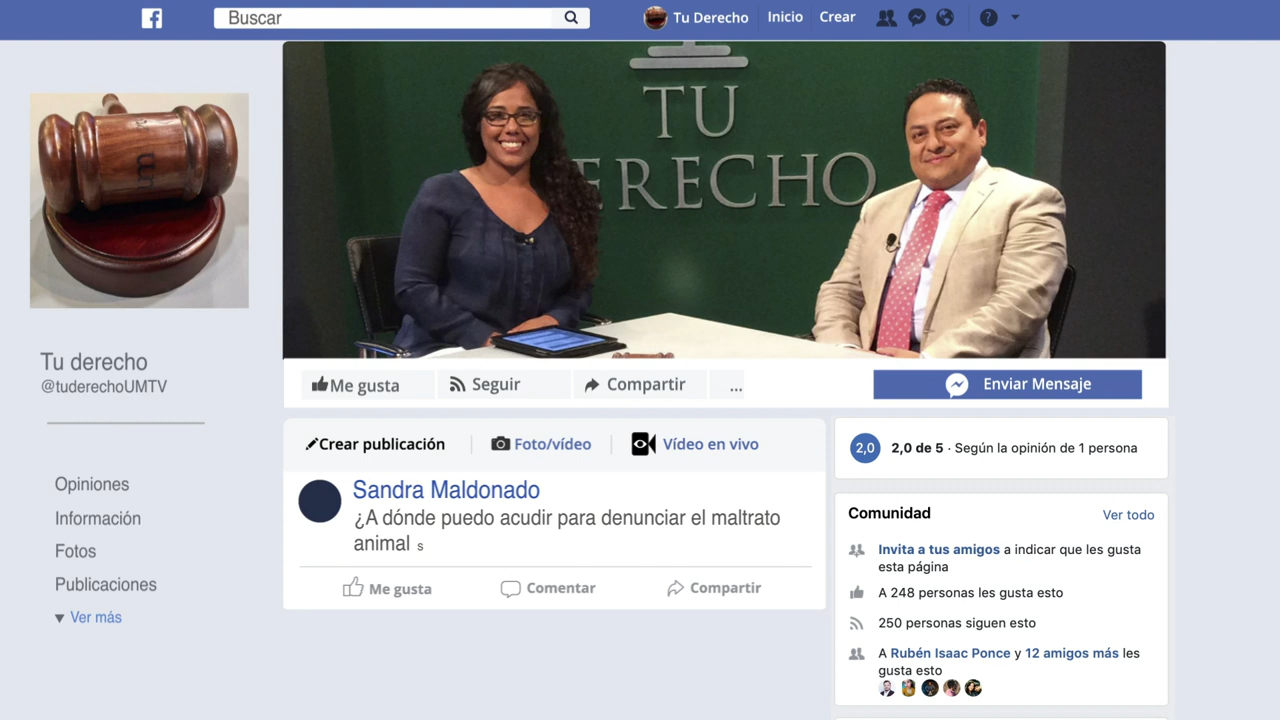 Buscar
Tu Derecho
Inicio
Crear
TU
ERECHO
Tu derecho
@tuderechoUMTV
Me gusta
Seguir
Compartir
...
Enviar Mensaje
Crear publicación
Foto/vídeo
Vídeo en vivo
2,0
2,0 de 5 · Según la opinión de 1 persona
Opiniones
Información
Fotos
Publicaciones
Ver más
Sandra Maldonado
¿A dónde puedo acudir para denunciar el maltrato
animal s
Me gusta
Comentar
Compartir
Comunidad
Ver todo
Invita a tus amigos a indicar que les gusta
esta página
A 248 personas les gusta esto
250 personas siguen esto
A Rubén Isaac Ponce y 12 amigos más les
gusta esto